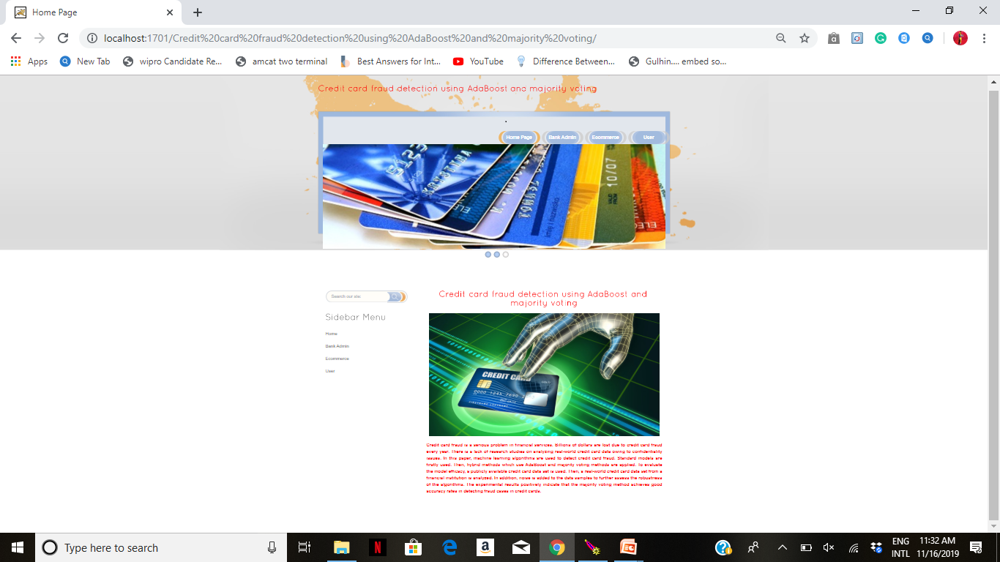 Home Page
localhost:1701/Credit%20card%20fraud%20detection%20using%20AdaBoost%20and%20majority%20voting/
Apps New Tab wipro Candidate Re... amcat two terminal Best Answers for Int... YouTube Difference Between... Gulhin.... embed so...
Credit card fraud detection using AdaBoost and majority voting
Home Page Bank Admin Ecommerce User
5123
KRYSTYNA
imię i nazwisko
VALID FROM
10/07
ELEC
Search our site:
Sidebar Menu
Home
Bank Admin
Ecommerce
User
Credit card fraud detection using AdaBoost and
majority voting
CREDIT CARD
Credit card fraud is a serious problem in financial services. Billions of dollars are lost due to credit card fraud
every year. There is a lack of research studies on analyzing real-world credit card data owing to confidentiality
issues. In this paper, machine learning algorithms are used to detect credit card fraud. Standard models are
firstly used. Then, hybrid methods which use AdaBoost and majority voting methods are applied. To evaluate
the model efficacy, a publicly available credit card data set is used. Then, a real-world credit card data set from a
financial institution is analyzed. In addition, noise is added to the data samples to further assess the robustness
of the algorithms. The experimental results positively indicate that the majority voting method achieves good
accuracy rates in detecting fraud cases in credit cards.
Type here to search
ENG
INTL
11:32 AM
11/16/2019